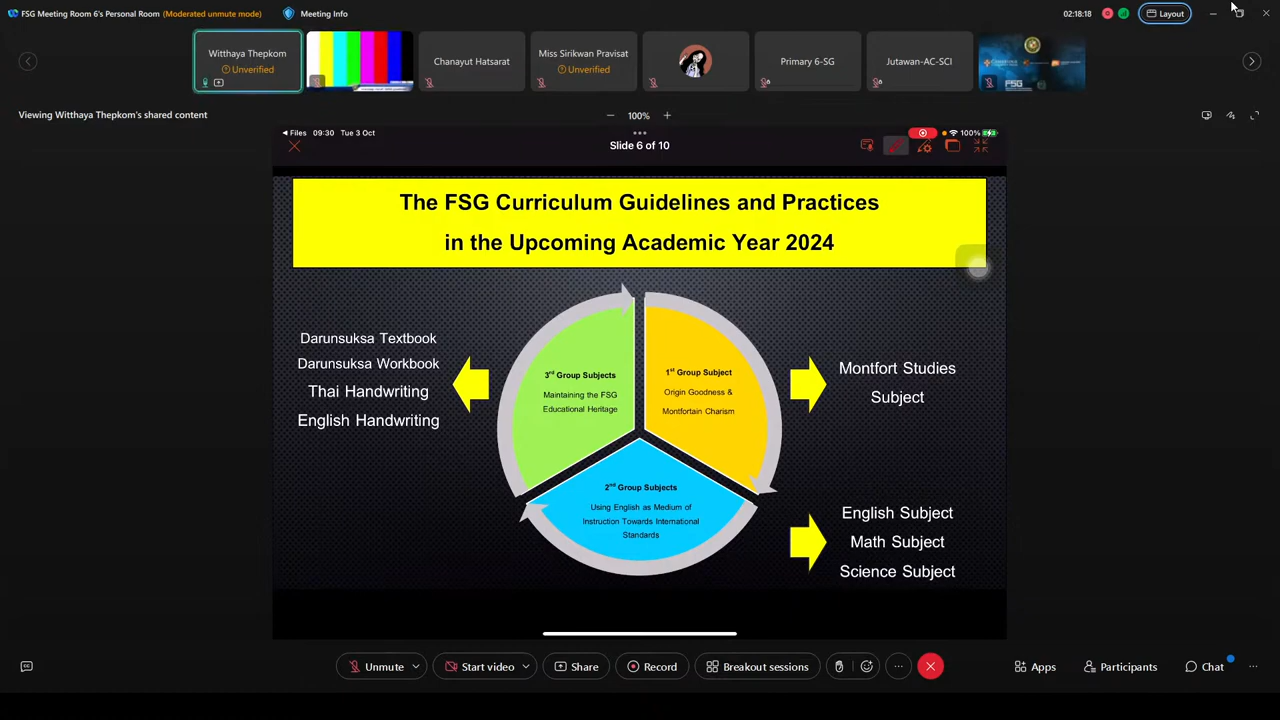 FSG Meeting Room 6's Personal Room (Moderated unmute mode)
Meeting Info
02:18:18
Layout
Witthaya Thepkom
Unverified
Chanayut Hatsarat
Miss Sirikwan Pravisat
Unverified
Primary 6-SG
Jutawan-AC-SCI
FSG
Viewing Witthaya Thepkom's shared content
100%
Files 09:30 Tue 3 Oct
100%
Slide 6 of 10
The FSG Curriculum Guidelines and Practices
in the Upcoming Academic Year 2024
Darunsuksa Textbook
Darunsuksa Workbook
Thai Handwriting
English Handwriting
3rd Group Subjects
Maintaining the FSG
Educational Heritage
1st Group Subject
Origin Goodness &
Montfortain Charism
Montfort Studies
Subject
2nd Group Subjects
Using English as Medium of
Instruction Towards International
Standards
English Subject
Math Subject
Science Subject
Unmute
Start video
Share
Record
Breakout sessions
Apps
Participants
Chat